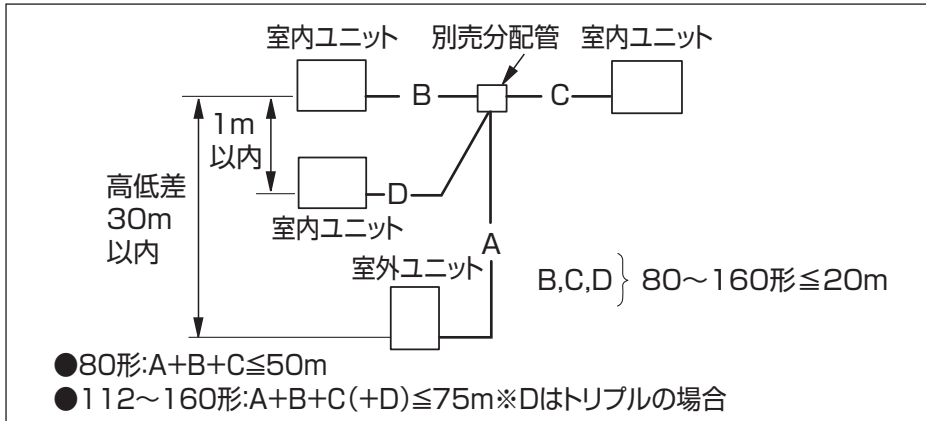 室内ユニット
別売分配管
室内ユニット
B
C
1m
以内
高低差
30m
以内
D
室内ユニット
A
室外ユニット
B,C,D} 80～160形≦20m
●80形:A+B+C≦50m
●112～160形:A+B+C(+D)≦75m※Dはトリプルの場合